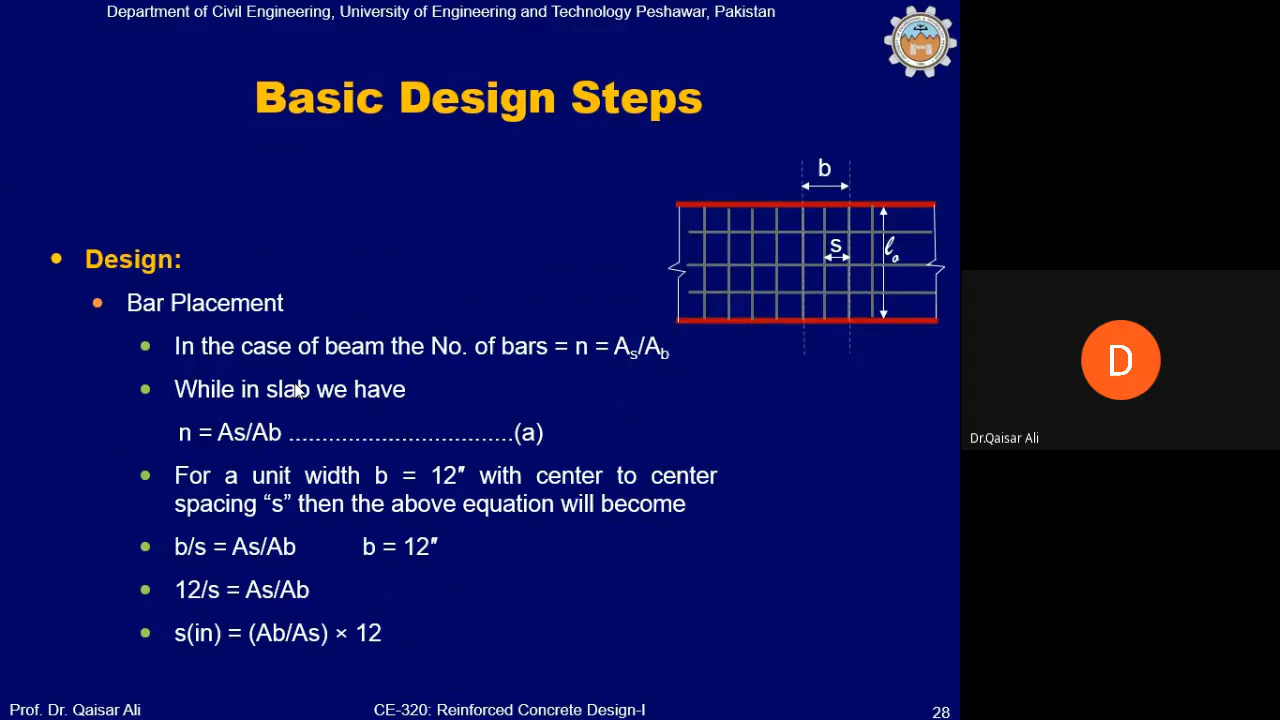 Department of Civil Engineering, University of Engineering and Technology Peshawar, Pakistan
Basic Design Steps
b
s
lₒ
Design:
Bar Placement
In the case of beam the No. of bars = n = Aₛ/A_b
While in slab we have
n = As/Ab ..................................(a)
For a unit width b = 12″ with center to center
spacing “s” then the above equation will become
b/s = As/Ab b = 12″
12/s = As/Ab
s(in) = (Ab/As) × 12
D
Dr.Qaisar Ali
Prof. Dr. Qaisar Ali CE-320: Reinforced Concrete Design-I 28